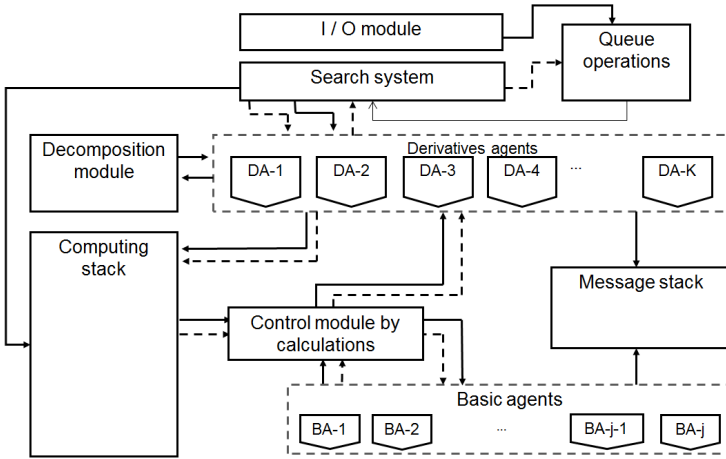 I / O module
Queue
operations
Search system
Derivatives agents
Decomposition
module
DA-1
DA-2
DA-3
DA-4
...
DA-K
Computing
stack
Message stack
Control module by
calculations
Basic agents
BA-1
BA-2
...
BA-j-1
BA-j